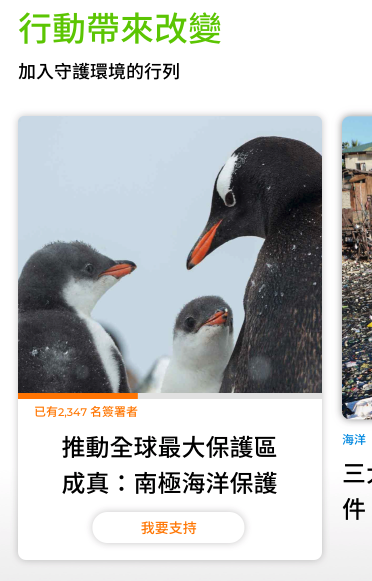 行動帶來改變
加入守護環境的行列
已有2,347 名簽署者
推動全球最大保護區
成真：南極海洋保護
我要支持
海洋
三
件